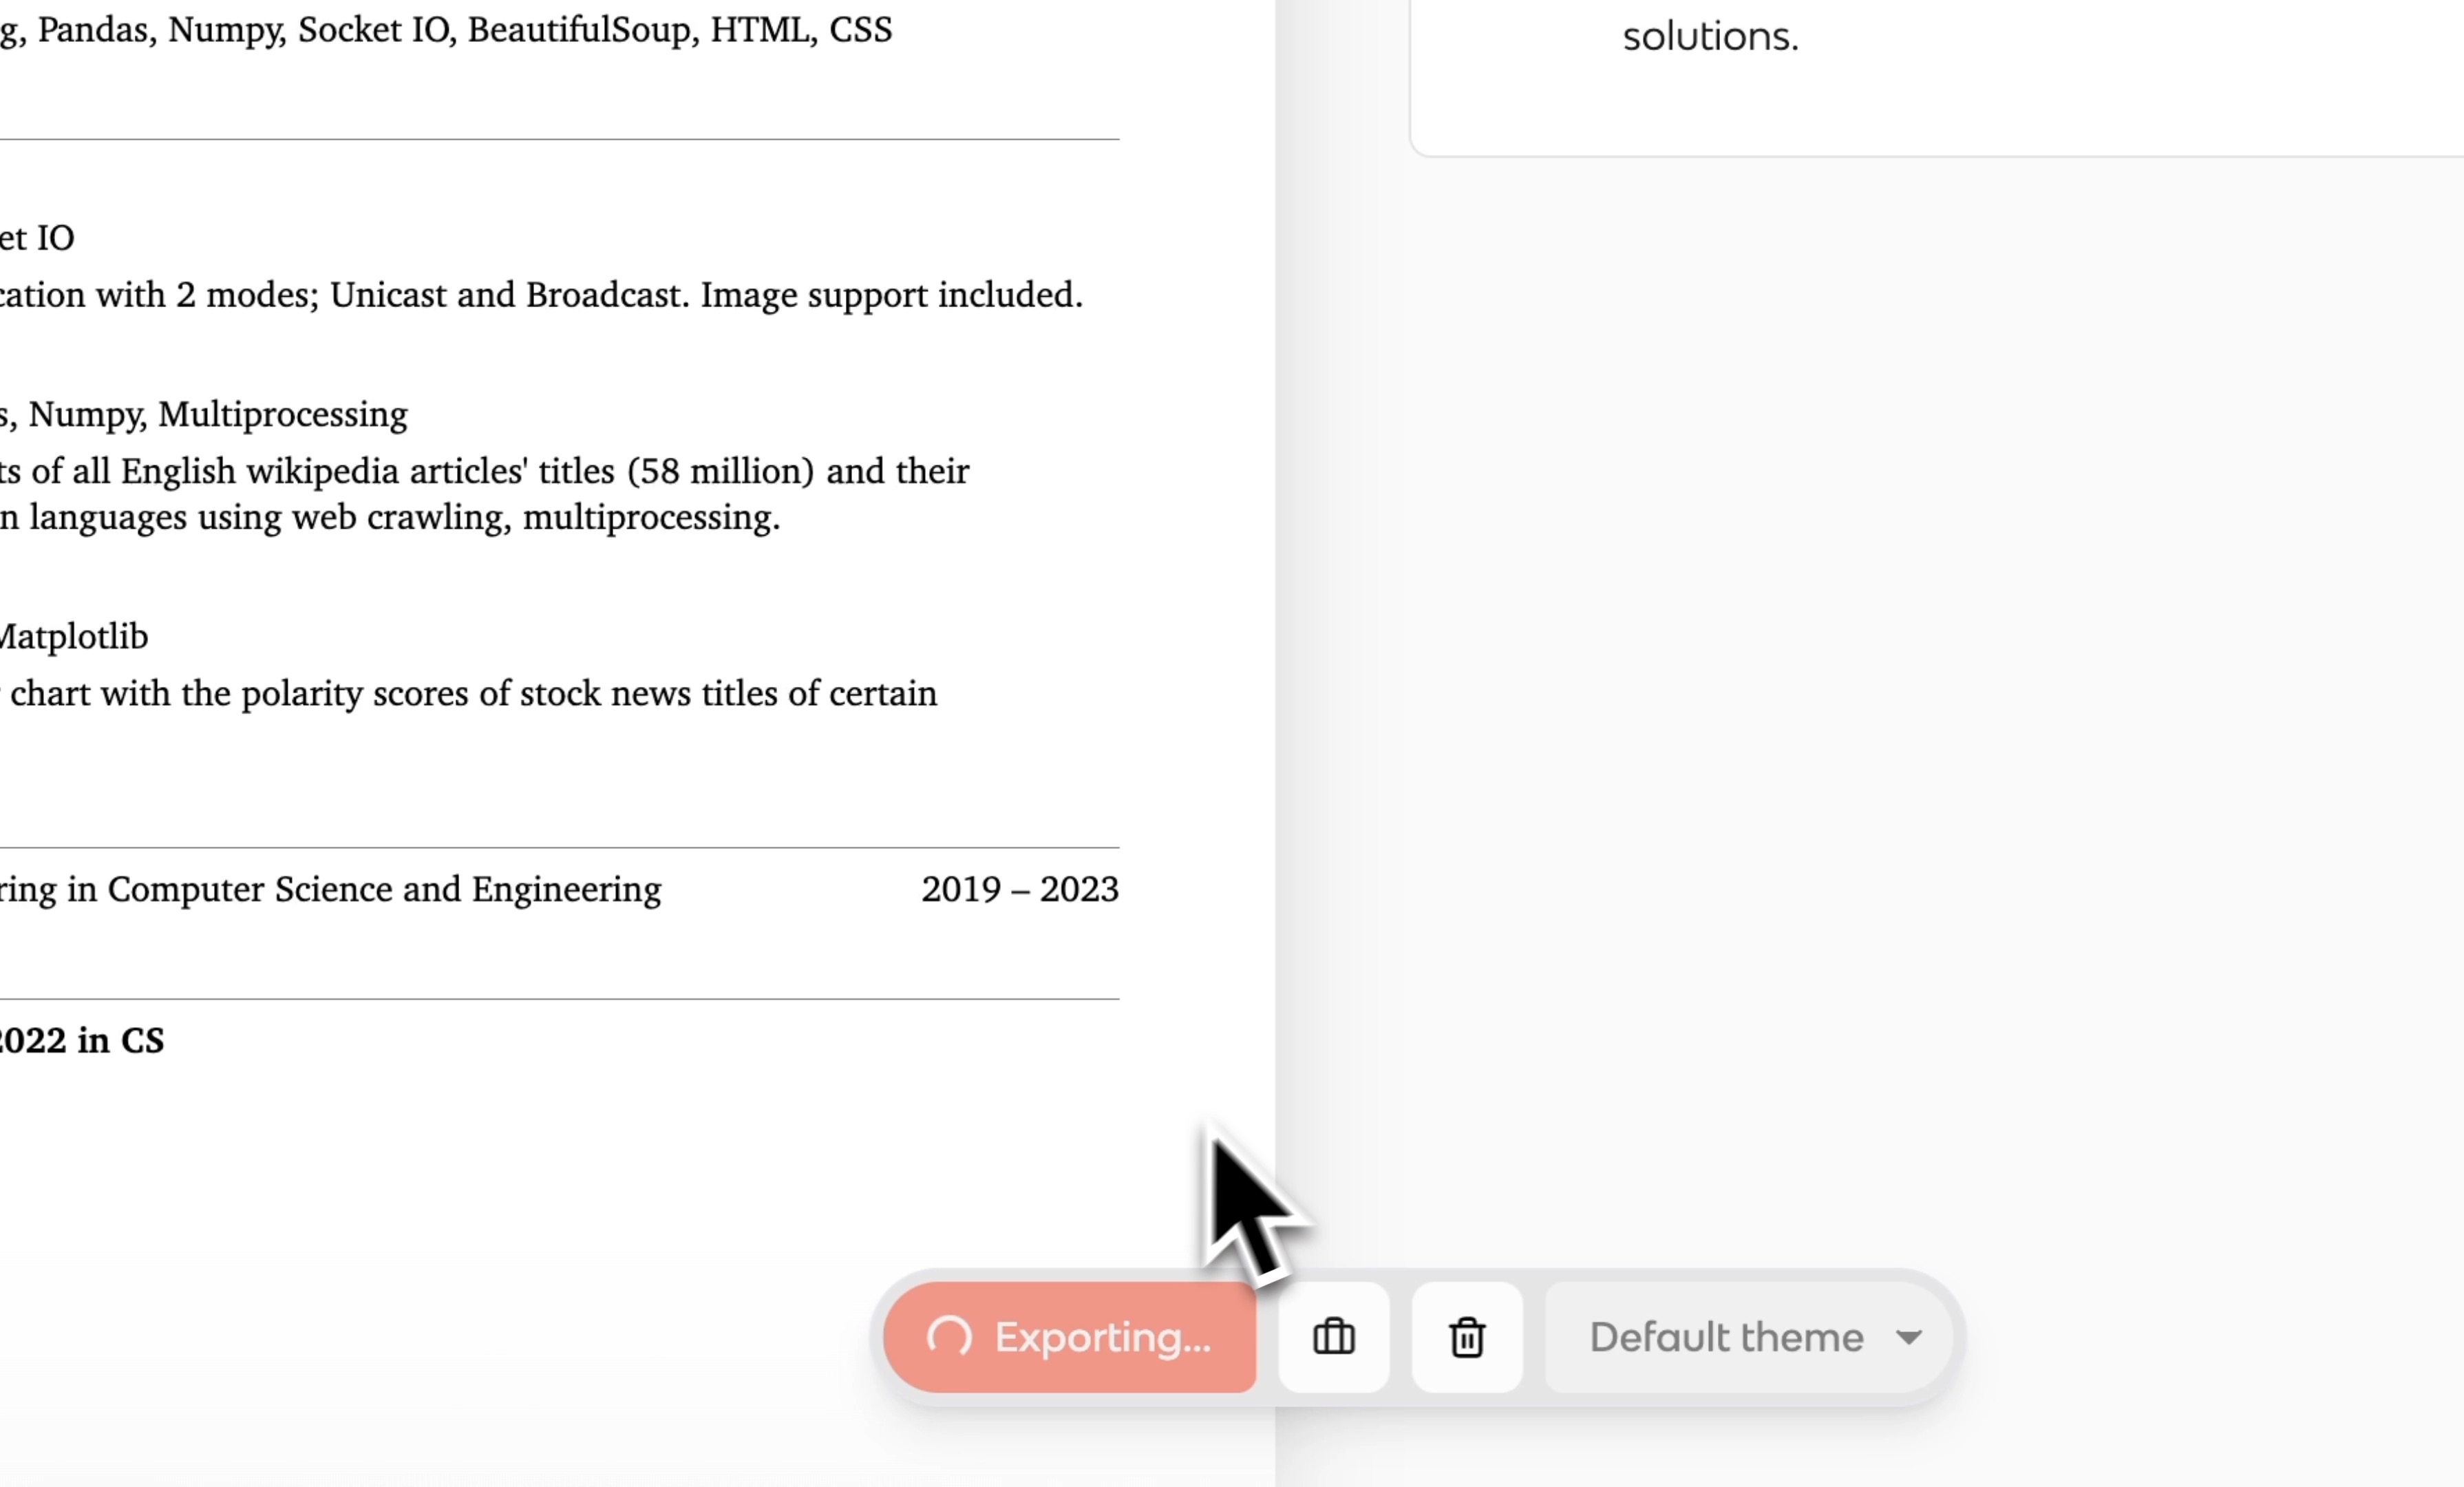 g, Pandas, Numpy, Socket IO, BeautifulSoup, HTML, CSS
solutions.
et IO
cation with 2 modes; Unicast and Broadcast. Image support included.
s, Numpy, Multiprocessing
ts of all English wikipedia articles' titles (58 million) and their
n languages using web crawling, multiprocessing.
Matplotlib
chart with the polarity scores of stock news titles of certain
ring in Computer Science and Engineering 2019 – 2023
2022 in CS
Exporting...
Default theme